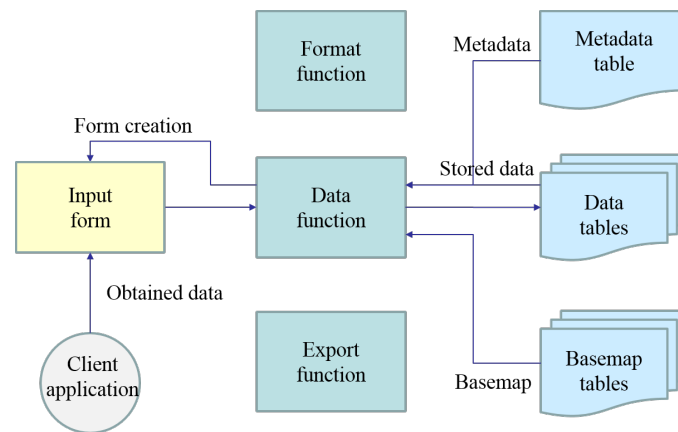 Format
function
Metadata
Metadata
table
Form creation
Input
form
Data
function
Stored data
Data
tables
Obtained data
Client
application
Export
function
Basemap
Basemap
tables